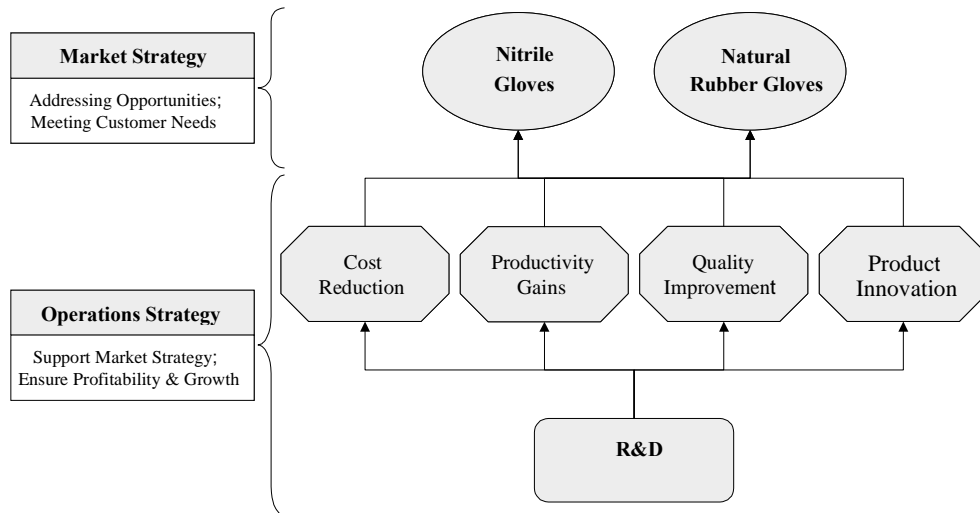 Market Strategy
Addressing Opportunities;
Meeting Customer Needs
Nitrile
Gloves
Natural
Rubber Gloves
Cost
Reduction
Productivity
Gains
Quality
Improvement
Product
Innovation
Operations Strategy
Support Market Strategy;
Ensure Profitability & Growth
R&D